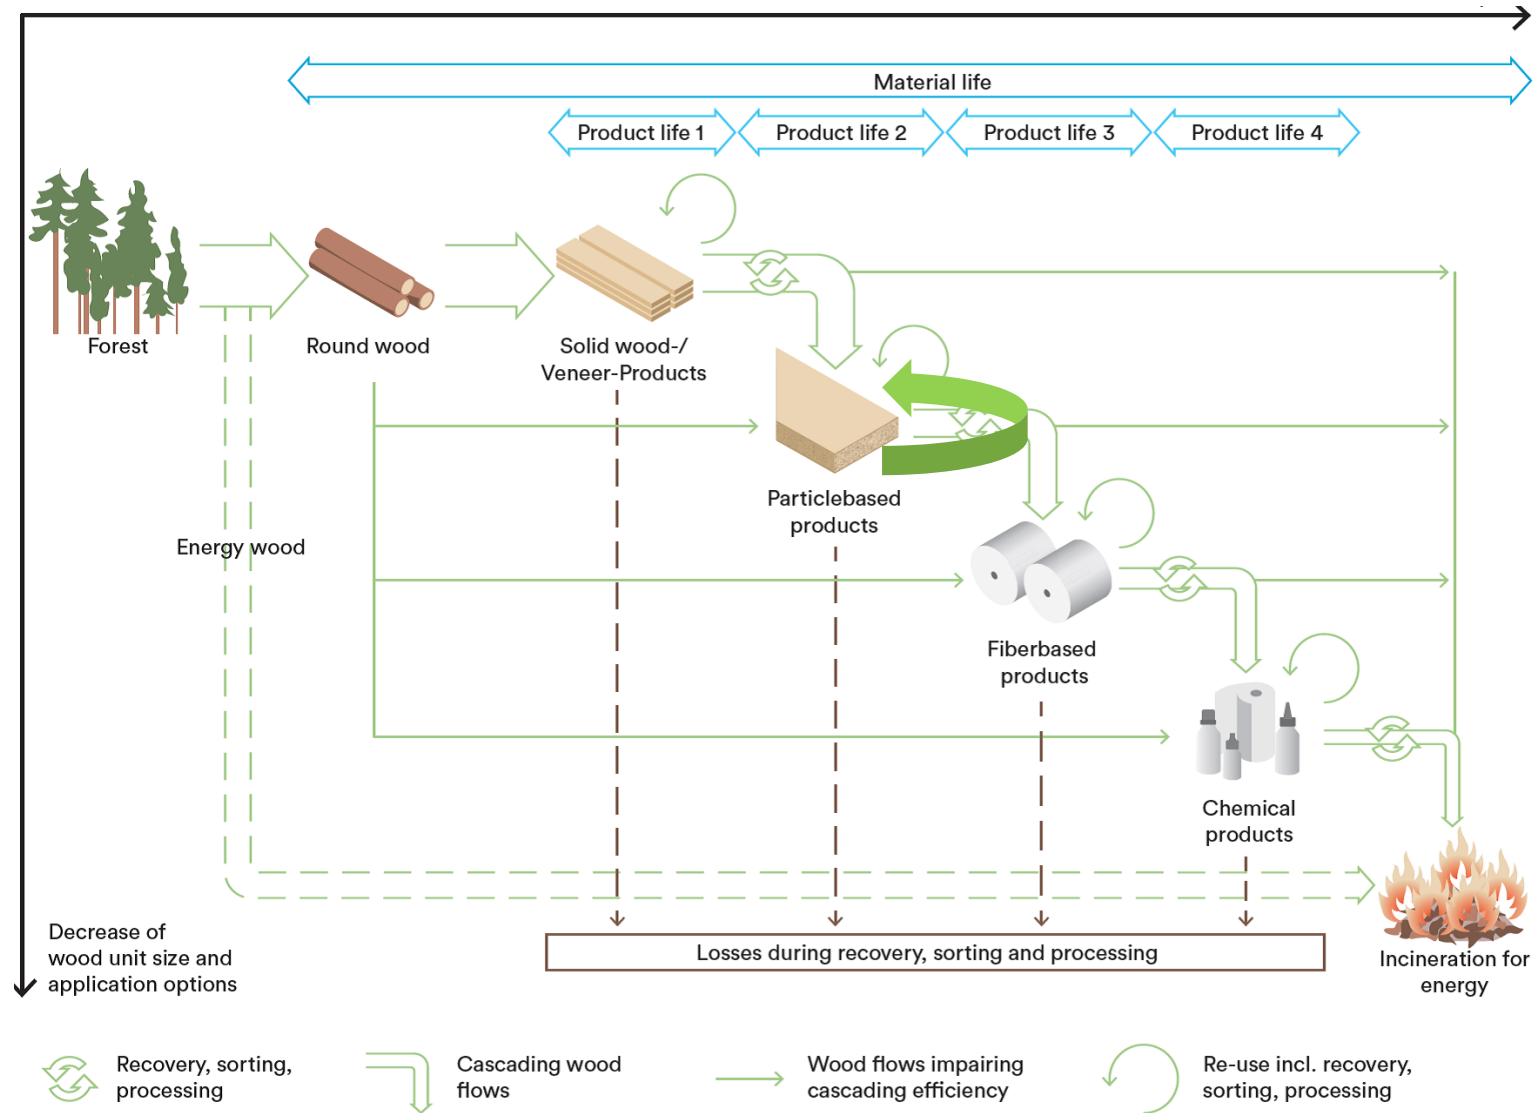 Material life
Product life 1
Product life 2
Product life 3
Product life 4
Forest
Round wood
Solid wood-/
Veneer-Products
Particlebased
products
Energy wood
Fiberbased
products
Chemical
products
Decrease of
wood unit size and
application options
Losses during recovery, sorting and processing
Incineration for
energy
Recovery, sorting,
processing
Cascading wood
flows
Wood flows impairing
cascading efficiency
Re-use incl. recovery,
sorting, processing